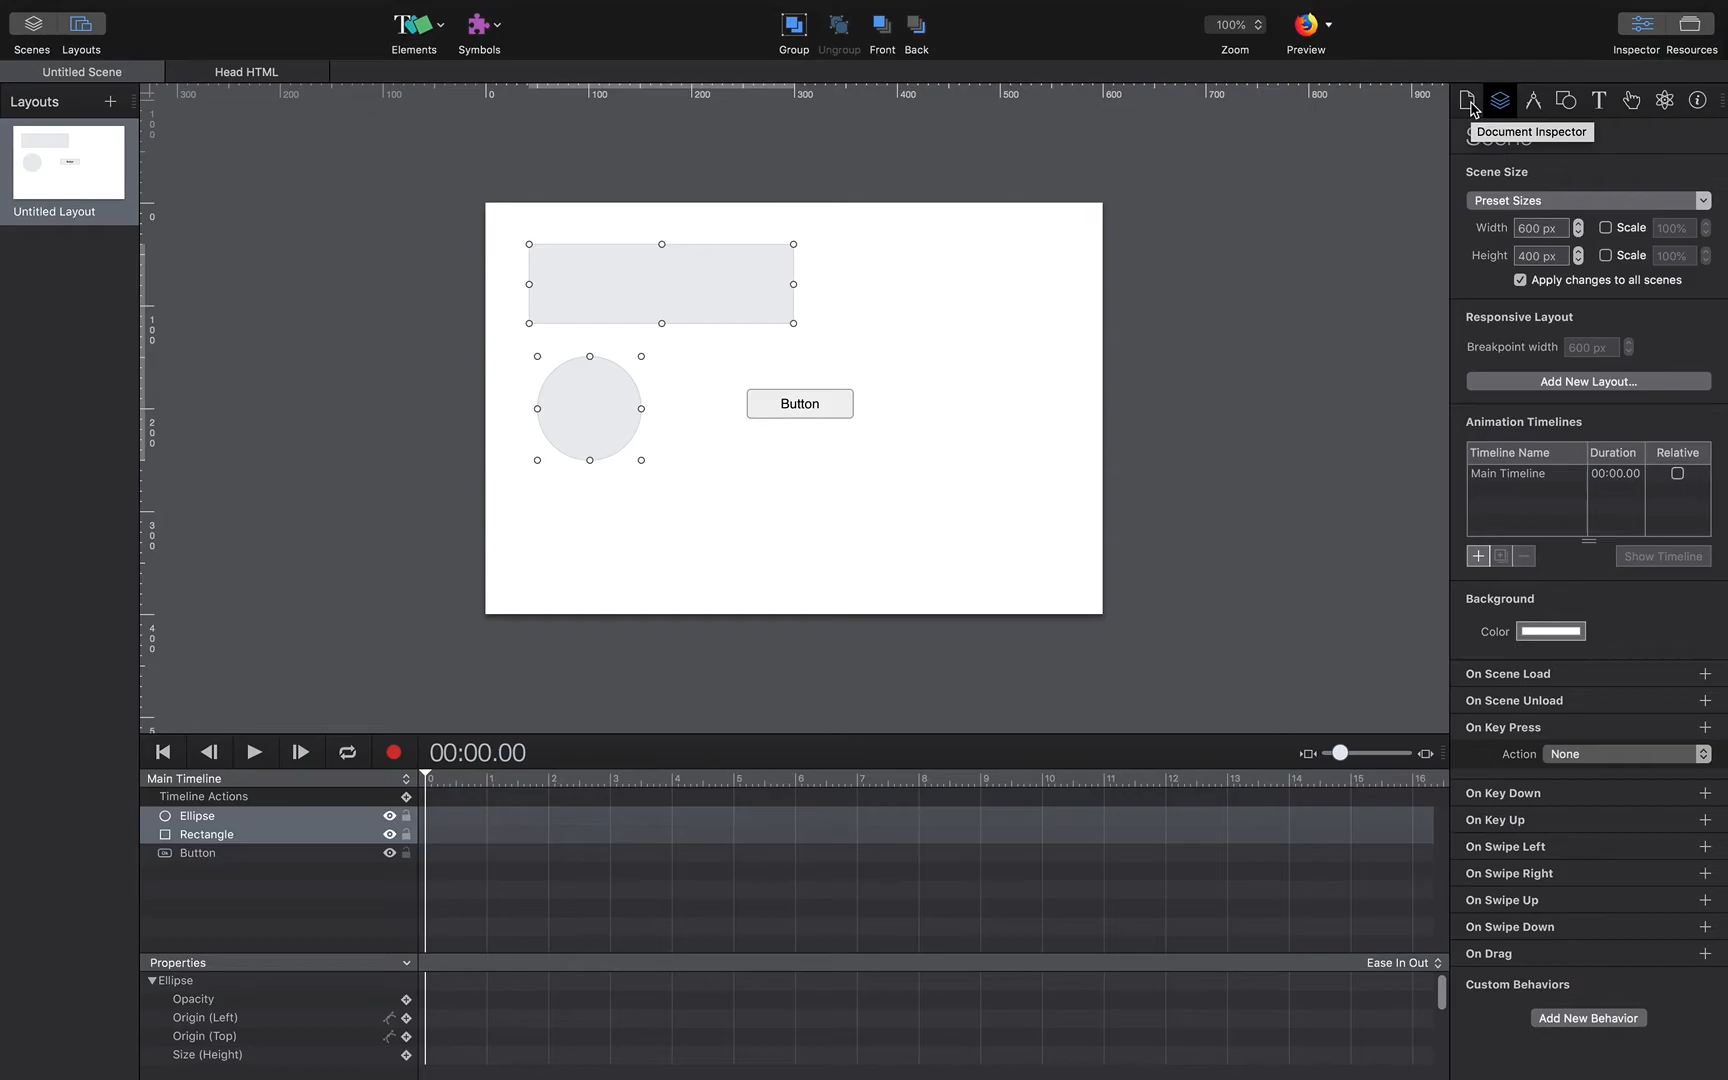 Scenes Layouts
Elements Symbols
Group Ungroup Front Back
100%
Zoom
Preview
Inspector Resources
Untitled Scene Head HTML
Layouts
Untitled Layout
300 200 100 0 100 200 300 400 500 600 700 800 900
100
0
100
200
300
400
5
Button
Button
Document Inspector
Scene Size
Preset Sizes
Width 600 px Scale 100%
Height 400 px Scale 100%
Apply changes to all scenes
Responsive Layout
Breakpoint width 600 px
Add New Layout...
Animation Timelines
Timeline Name Duration Relative
Main Timeline 00:00.00
Show Timeline
Background
Color
On Scene Load
On Scene Unload
On Key Press
Action None
On Key Down
On Key Up
On Swipe Left
On Swipe Right
On Swipe Up
On Swipe Down
On Drag
Custom Behaviors
Add New Behavior
00:00.00
Main Timeline
0 1 2 3 4 5 6 7 8 9 10 11 12 13 14 15 16
Timeline Actions
Ellipse
Rectangle
Button
Properties
Ease In Out
Ellipse
Opacity
Origin (Left)
Origin (Top)
Size (Height)